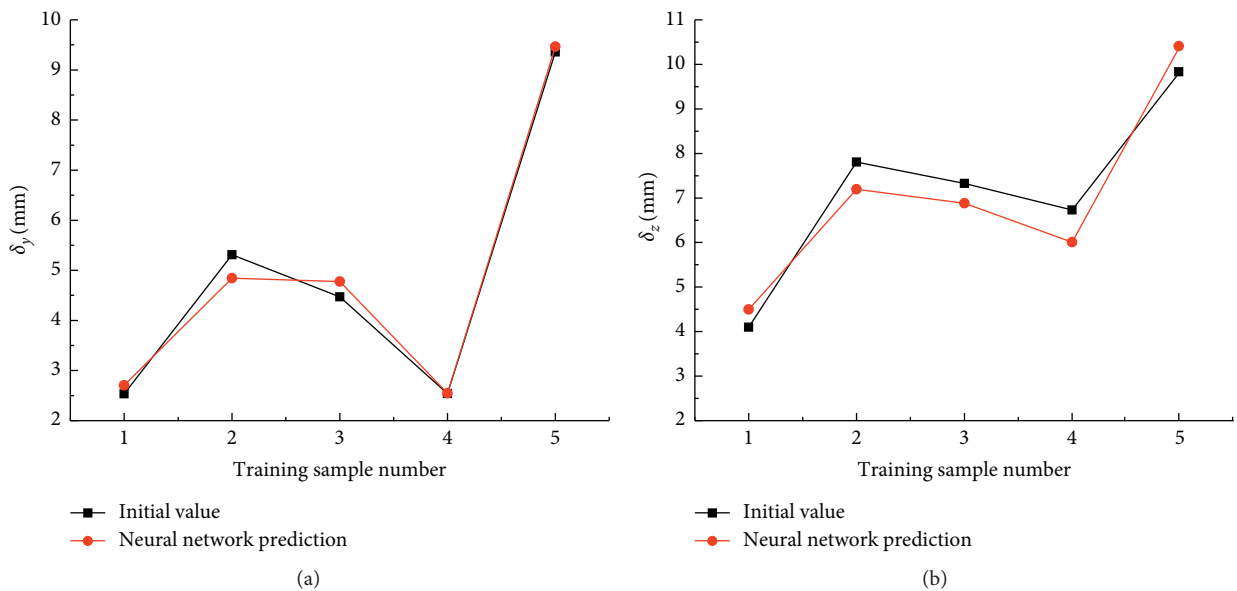 10
9
8
7
6
5
4
3
2
δy (mm)
1 2 3 4 5
Training sample number
Initial value
Neural network prediction
(a)
11
10
9
8
7
6
5
4
3
2
δz (mm)
1 2 3 4 5
Training sample number
Initial value
Neural network prediction
(b)